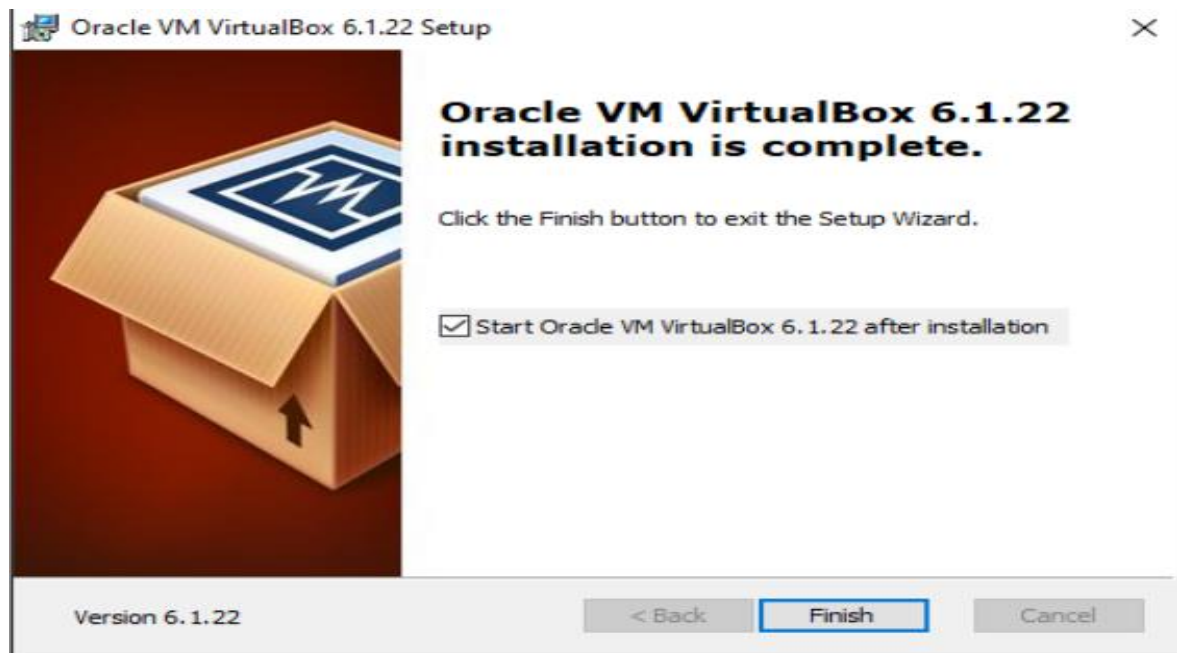 Oracle VM VirtualBox 6.1.22 Setup
Oracle VM VirtualBox 6.1.22
installation is complete.
Click the Finish button to exit the Setup Wizard.
Start Oracle VM VirtualBox 6.1.22 after installation
Version 6.1.22
< Back
Finish
Cancel